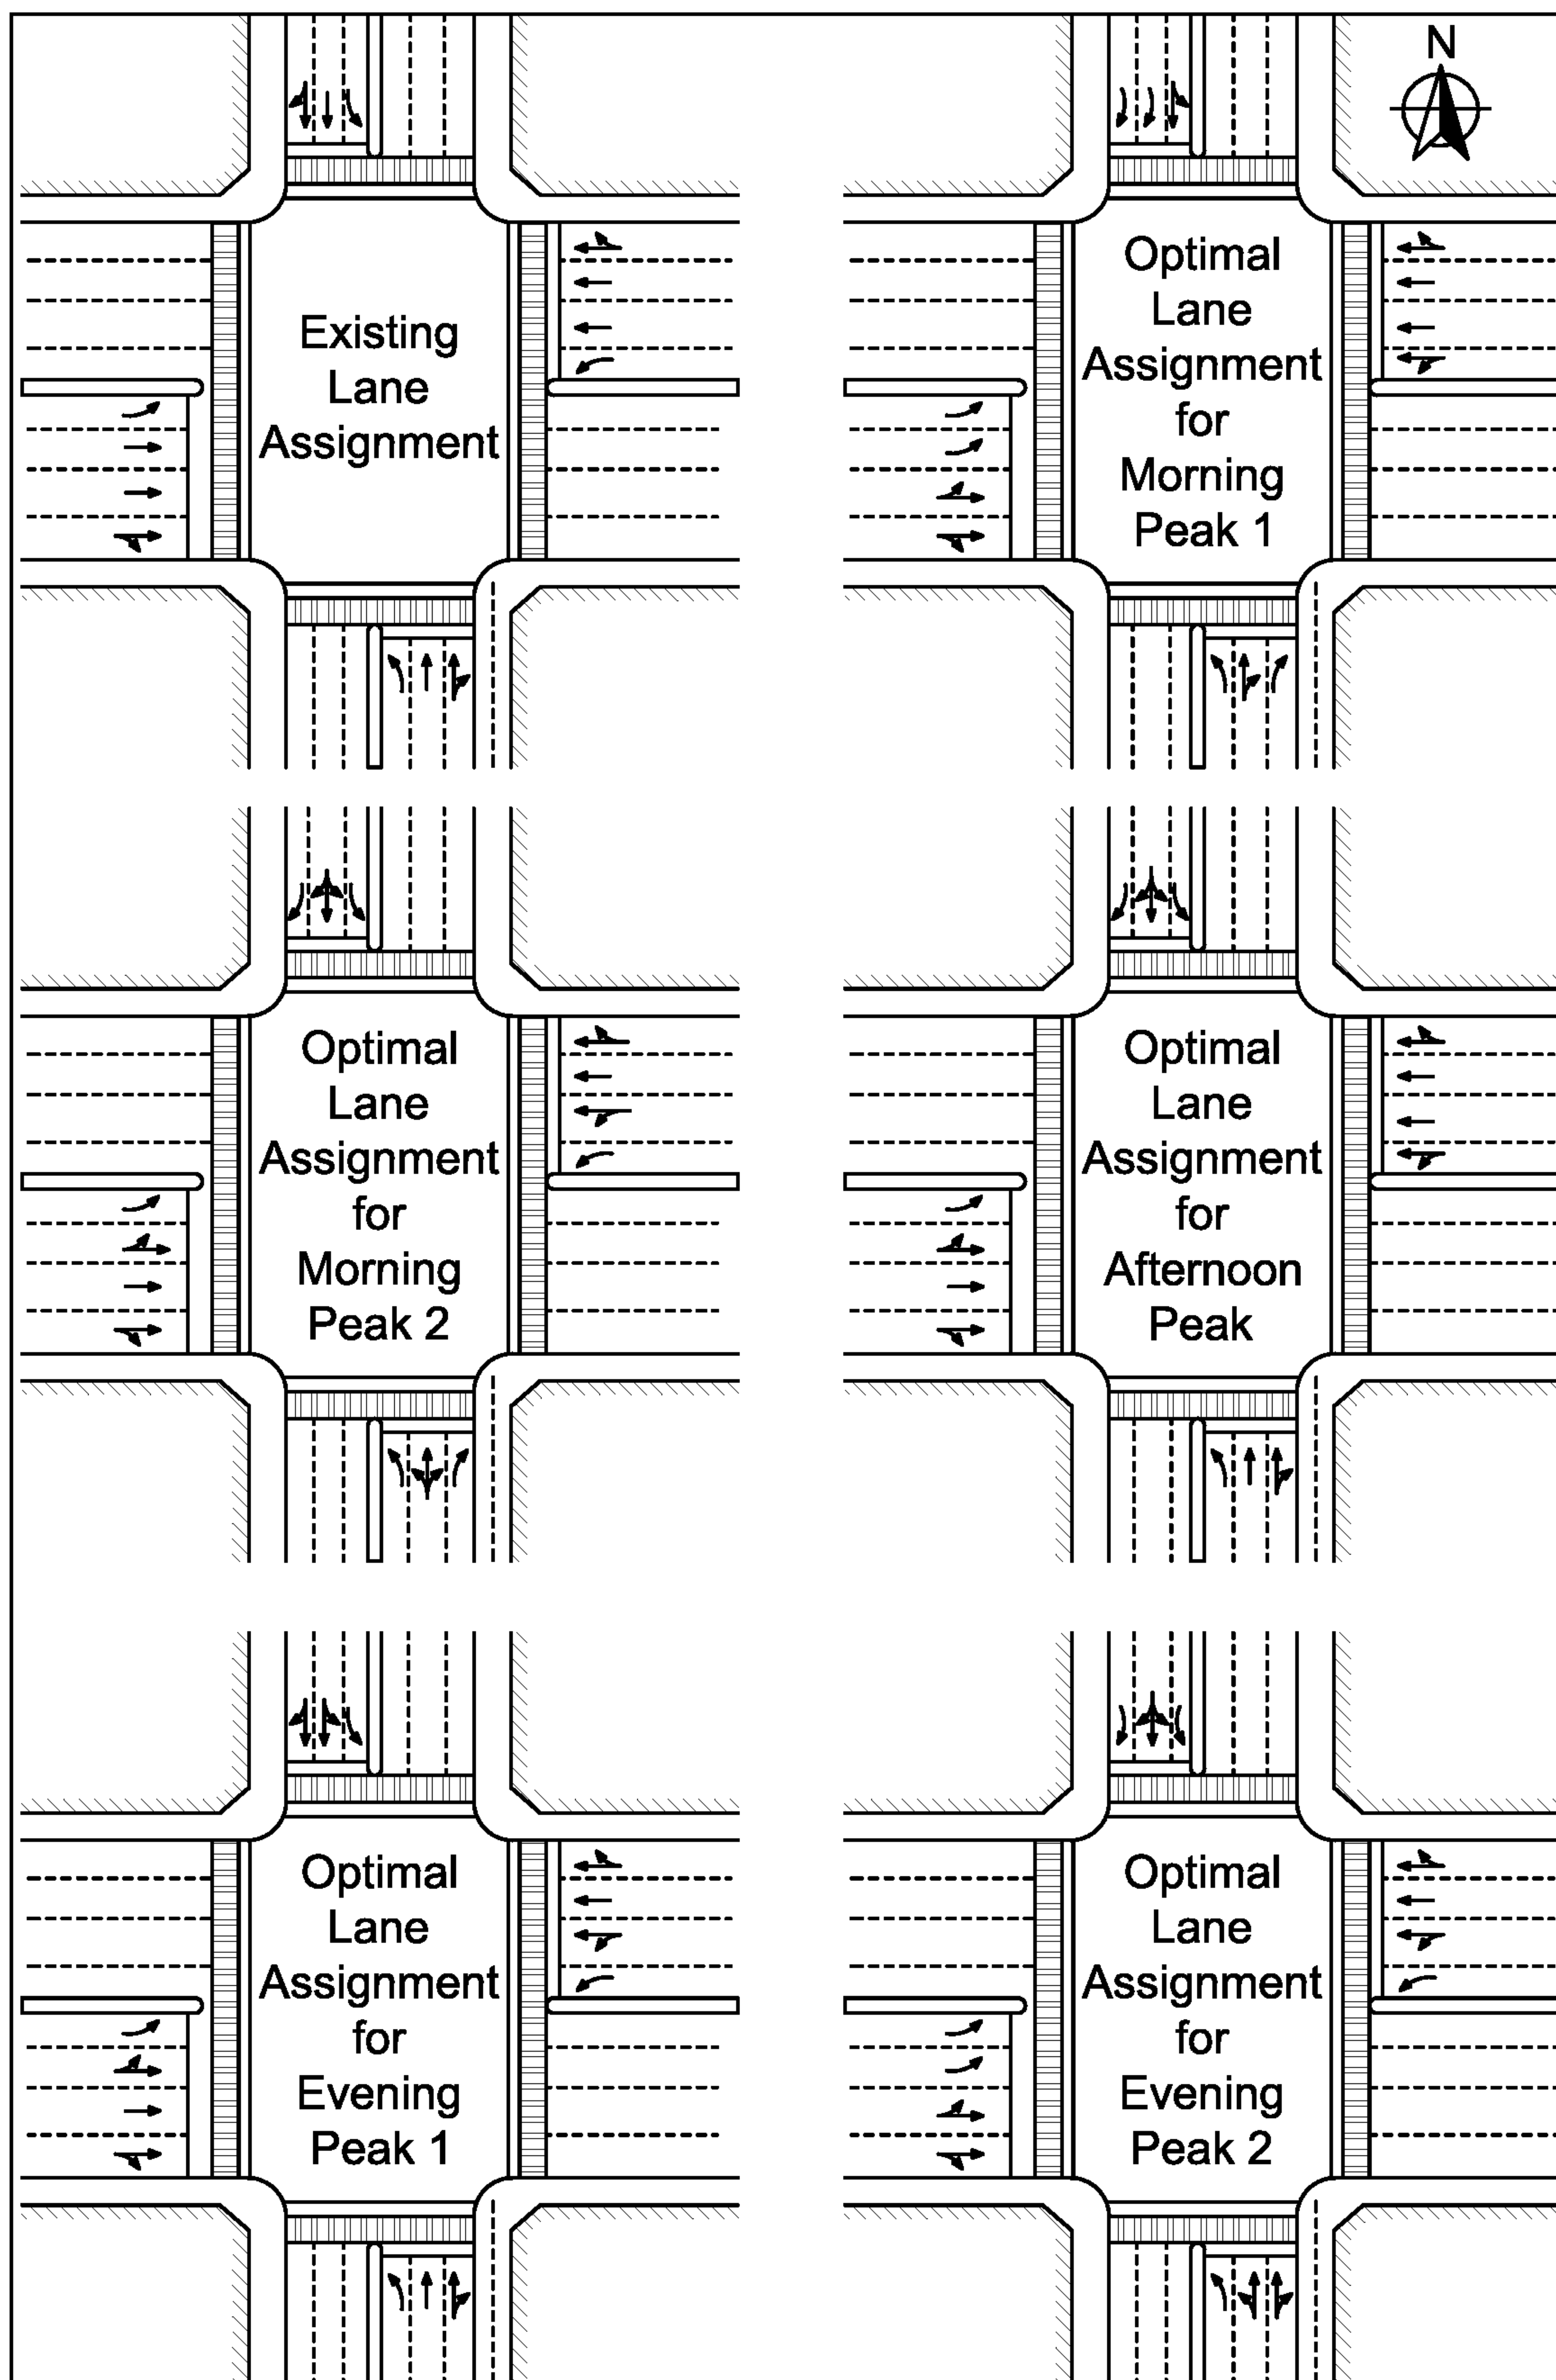 N
Existing
Lane
Assignment
Optimal
Lane
Assignment
for
Morning
Peak 1
Optimal
Lane
Assignment
for
Morning
Peak 2
Optimal
Lane
Assignment
for
Afternoon
Peak
Optimal
Lane
Assignment
for
Evening
Peak 1
Optimal
Lane
Assignment
for
Evening
Peak 2